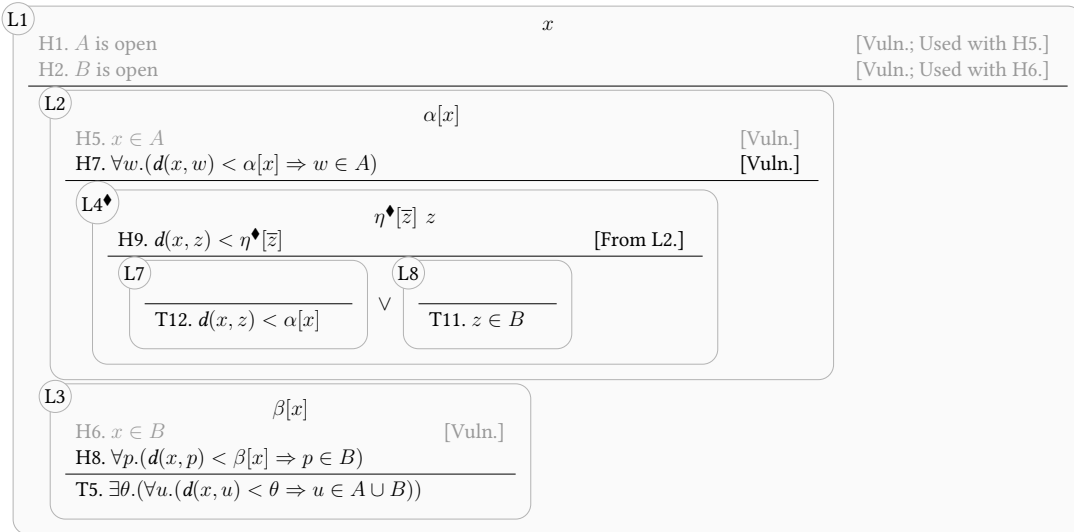 L1
x
H1. A is open [Vuln.; Used with H5.]
H2. B is open [Vuln.; Used with H6.]
L2
α[x]
H5. x ∈ A [Vuln.]
H7. ∀w.(d(x, w) < α[x] ⇒ w ∈ A) [Vuln.]
L4♦
η♦[z̅] z
H9. d(x, z) < η♦[z̅] [From L2.]
L7 L8
∨
T12. d(x, z) < α[x] T11. z ∈ B
L3
β[x]
H6. x ∈ B [Vuln.]
H8. ∀p.(d(x, p) < β[x] ⇒ p ∈ B)
T5. ∃θ.(∀u.(d(x, u) < θ ⇒ u ∈ A ∪ B))